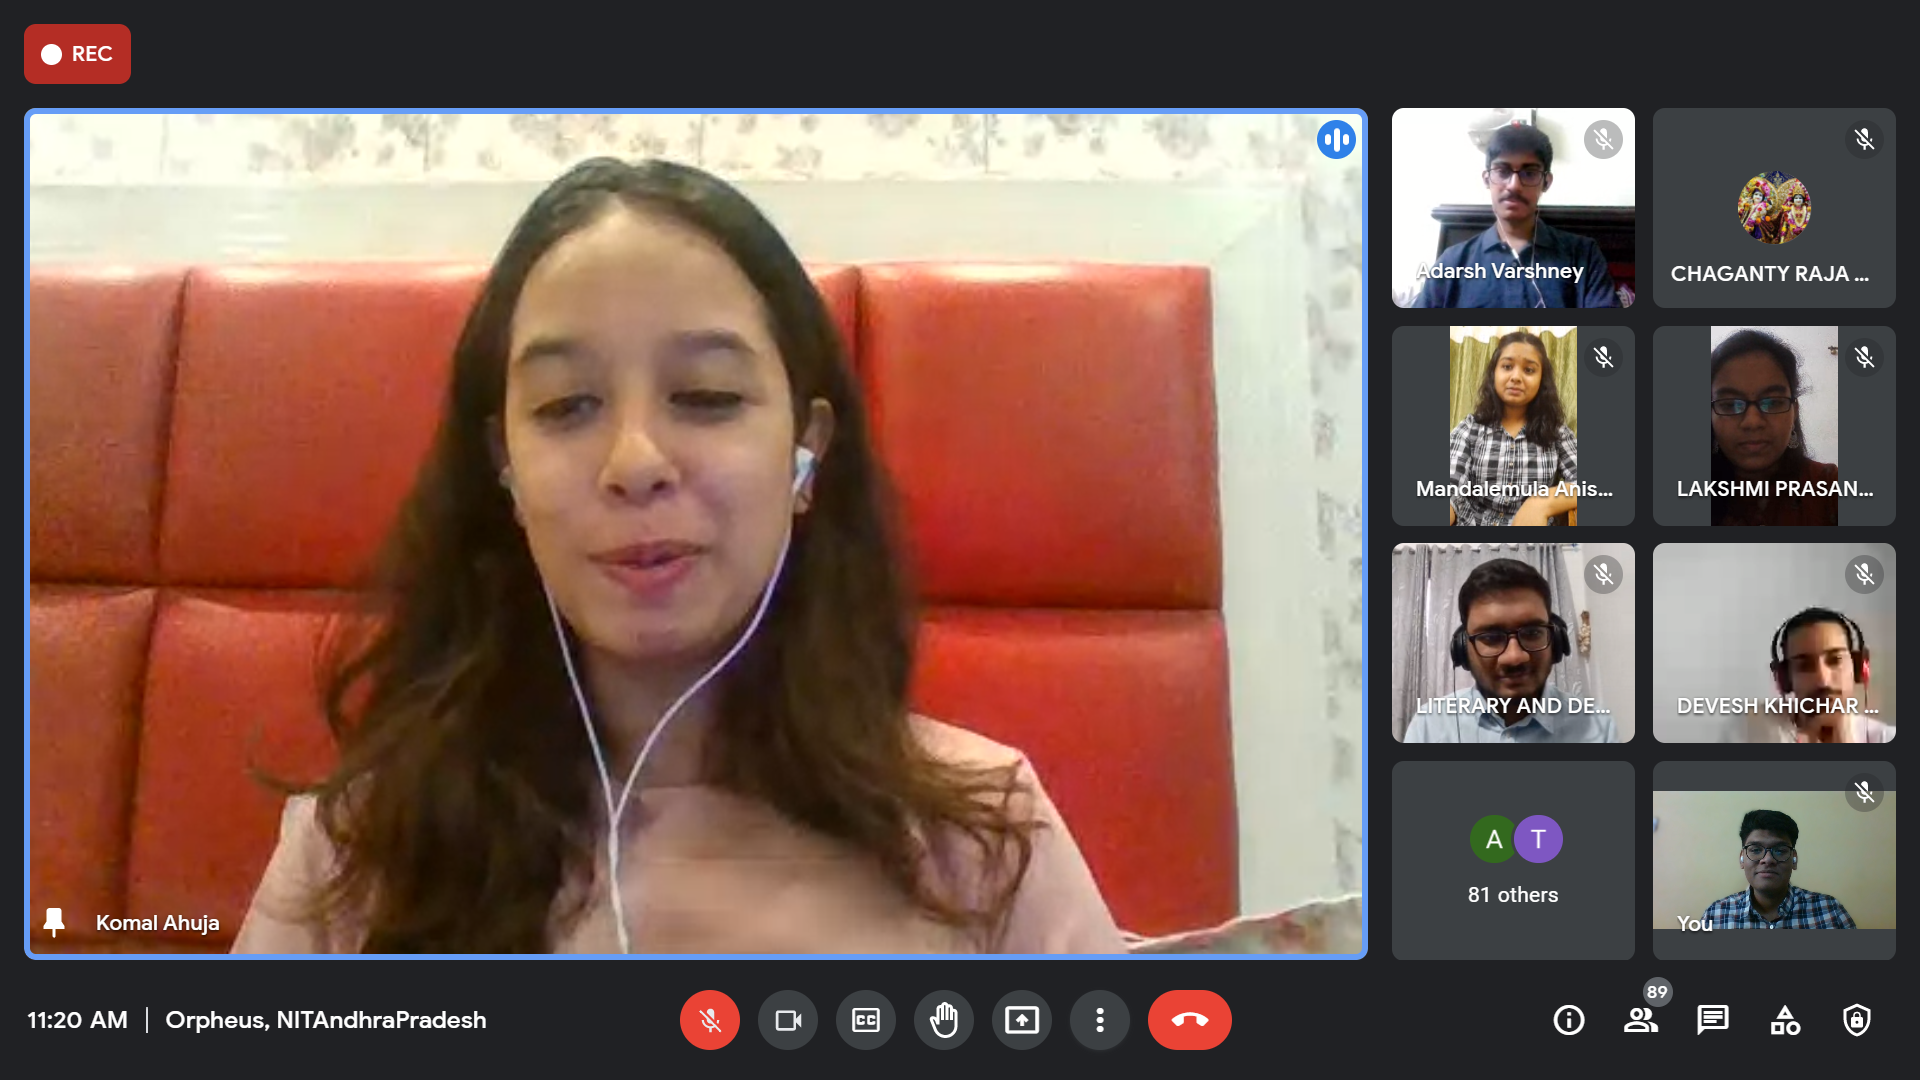 REC
Komal Ahuja
Adarsh Varshney
CHAGANTY RAJA ...
Mandalemula Anis...
LAKSHMI PRASAN...
LITERARY AND DE...
DEVESH KHICHAR ...
A T
81 others
You
11:20 AM | Orpheus, NITAndhraPradesh
CC
89